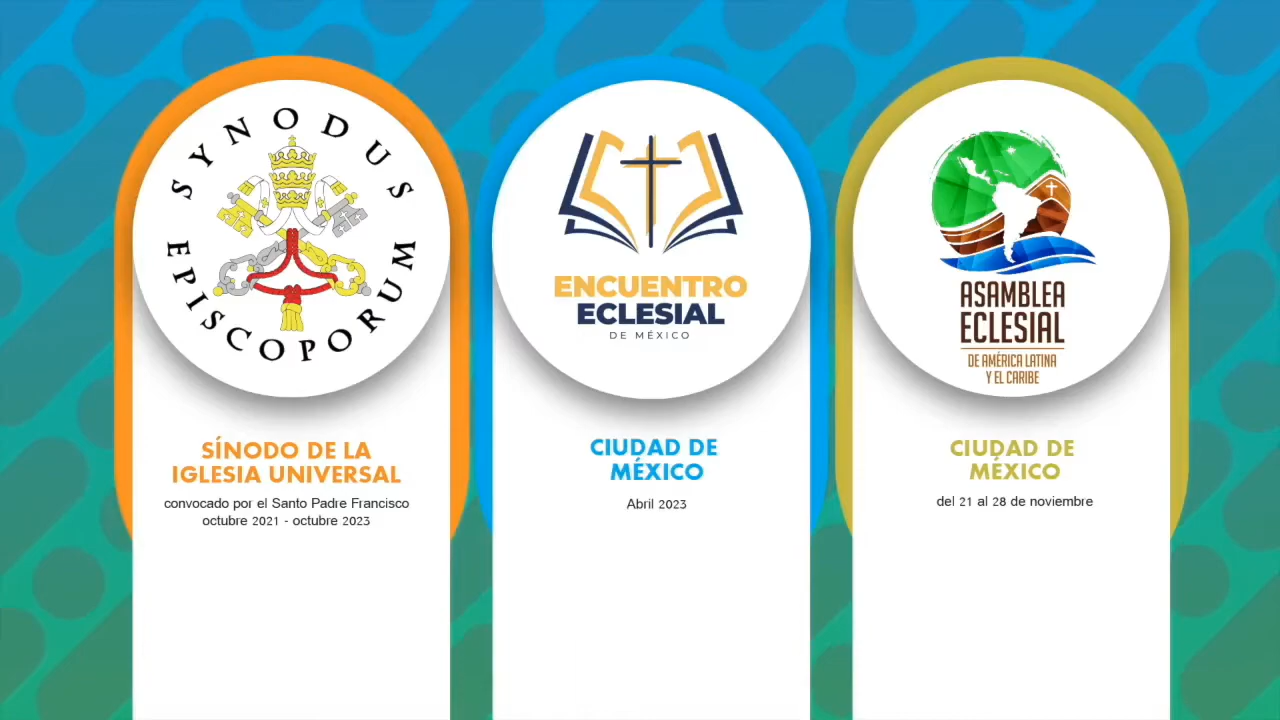 SYNODUS
EPISCOPORUM
SÍNODO DE LA
IGLESIA UNIVERSAL
convocado por el Santo Padre Francisco
octubre 2021 - octubre 2023
ENCUENTRO
ECLESIAL
DE MÉXICO
CIUDAD DE
MÉXICO
Abril 2023
ASAMBLEA
ECLESIAL
DE AMÉRICA LATINA
Y EL CARIBE
CIUDAD DE
MÉXICO
del 21 al 28 de noviembre